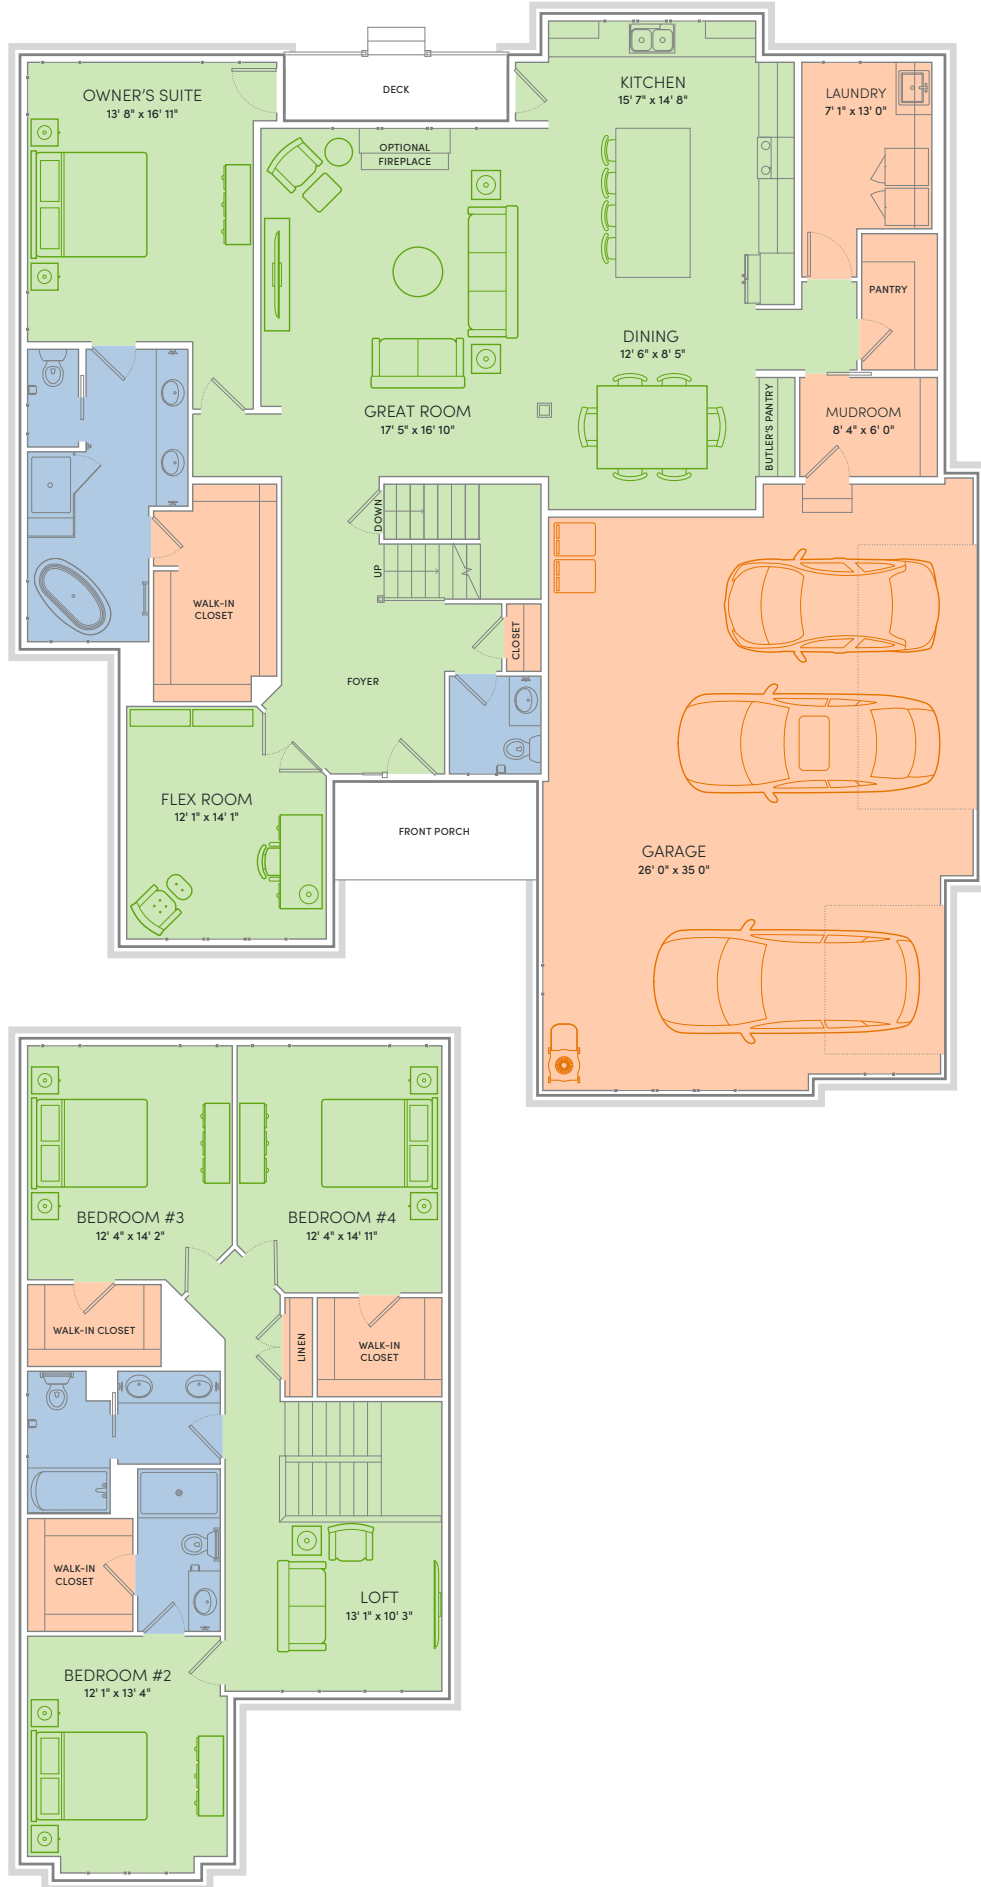 OWNER'S SUITE
13' 8" x 16' 11"
DECK
KITCHEN
15' 7" x 14' 8"
LAUNDRY
7' 1" x 13' 0"
OPTIONAL
FIREPLACE
PANTRY
DINING
12' 6" x 8' 5"
GREAT ROOM
17' 5" x 16' 10"
BUTLER'S PANTRY
MUDROOM
8' 4" x 6' 0"
DOWN
UP
WALK-IN
CLOSET
CLOSET
FOYER
FLEX ROOM
12' 1" x 14' 1"
FRONT PORCH
GARAGE
26' 0" x 35 0"
BEDROOM #3
12' 4" x 14' 2"
BEDROOM #4
12' 4" x 14' 11"
WALK-IN CLOSET
LINEN
WALK-IN
CLOSET
WALK-IN
CLOSET
LOFT
13' 1" x 10' 3"
BEDROOM #2
12' 1" x 13' 4"